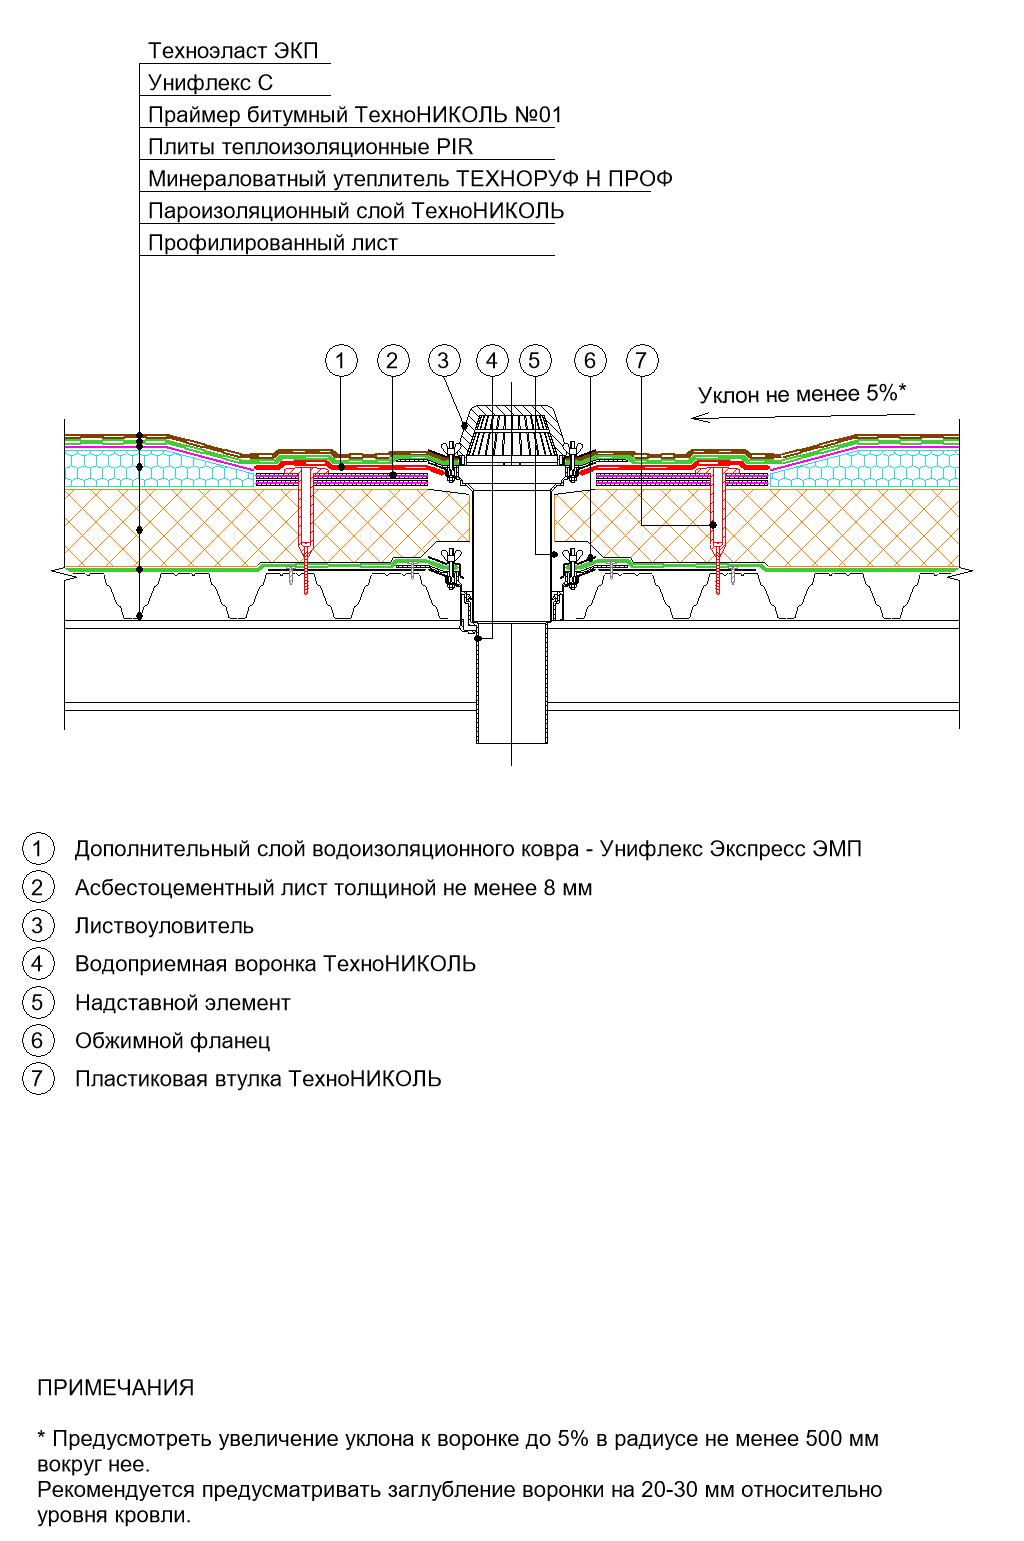 Техноэласт ЭКП
Унифлекс С
Праймер битумный ТехноНИКОЛЬ №01
Плиты теплоизоляционные PIR
Минераловатный утеплитель ТЕХНОРУФ Н ПРОФ
Пароизоляционный слой ТехноНИКОЛЬ
Профилированный лист
1 2 3 4 5 6 7
Уклон не менее 5%*
1 Дополнительный слой водоизоляционного ковра - Унифлекс Экспресс ЭМП
2 Асбестоцементный лист толщиной не менее 8 мм
3 Листвоуловитель
4 Водоприемная воронка ТехноНИКОЛЬ
5 Надставной элемент
6 Обжимной фланец
7 Пластиковая втулка ТехноНИКОЛЬ
ПРИМЕЧАНИЯ
* Предусмотреть увеличение уклона к воронке до 5% в радиусе не менее 500 мм
вокруг нее.
Рекомендуется предусматривать заглубление воронки на 20-30 мм относительно
уровня кровли.